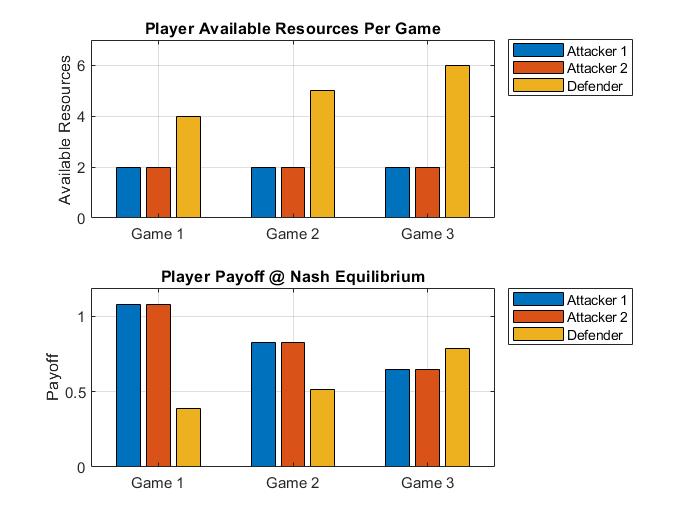 Player Available Resources Per Game
Available Resources
6
4
2
0
Game 1
Game 2
Game 3
Attacker 1
Attacker 2
Defender
Player Payoff @ Nash Equilibrium
Payoff
1
0.5
0
Game 1
Game 2
Game 3
Attacker 1
Attacker 2
Defender